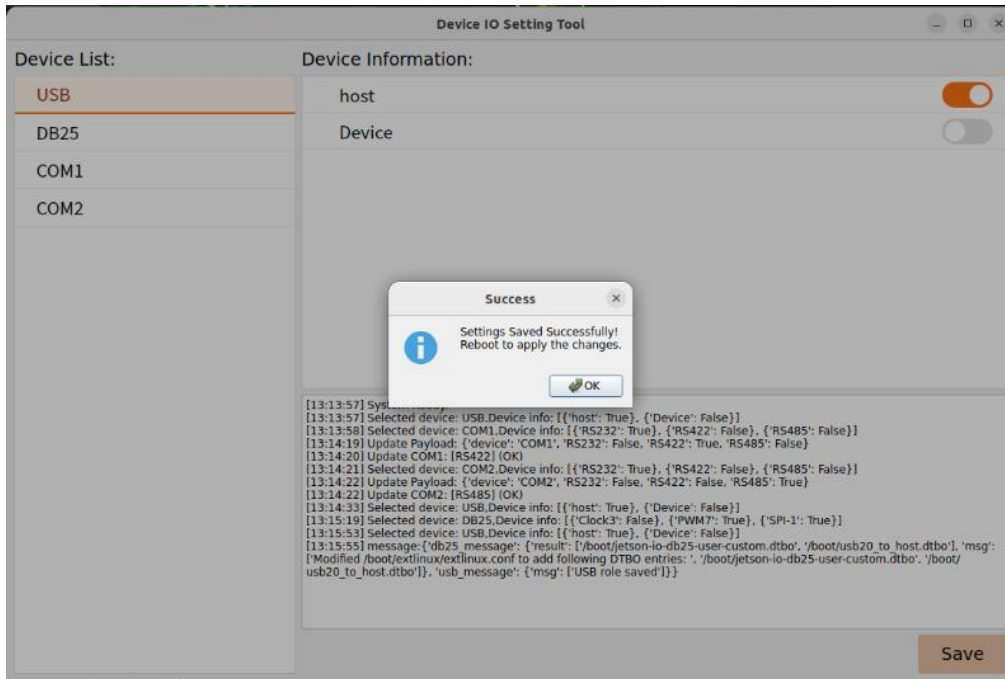 Device IO Setting Tool
Device List:
USB
DB25
COM1
COM2
Device Information:
host
Device
Success
Settings Saved Successfully!
Reboot to apply the changes.
OK
[13:13:57]
[13:13:57] Selected device: USB,Device info: [{'host': True}, {'Device': False}]
[13:13:58] Selected device: COM1,Device info: [{'RS232': True}, {'RS422': False}, {'RS485': False}]
[13:14:19] Update Payload: {'device': 'COM1', 'RS232': False, 'RS422': True, 'RS485': False}
[13:14:20] Update COM1: [RS422] (OK)
[13:14:21] Selected device: COM2,Device info: [{'RS232': True}, {'RS422': False}, {'RS485': False}]
[13:14:22] Update Payload: {'device': 'COM2', 'RS232': False, 'RS422': False, 'RS485': True}
[13:14:22] Update COM2: [RS485] (OK)
[13:14:33] Selected device: USB,Device info: [{'host': True}, {'Device': False}]
[13:15:19] Selected device: DB25,Device info: [{'Clock3': False}, {'PWM7': True}, {'SPI-1': True}]
[13:15:53] Selected device: USB,Device info: [{'host': True}, {'Device': False}]
[13:15:55] message:{'db25_message': {'result': ['/boot/jetson-io-db25-user-custom.dtbo', '/boot/usb20_to_host.dtbo'], 'msg':
['Modified /boot/extlinux/extlinux.conf to add following DTBO entries: ', '/boot/jetson-io-db25-user-custom.dtbo', '/boot/
usb20_to_host.dtbo']}, 'usb_message': {'msg': ['USB role saved']}}
Save